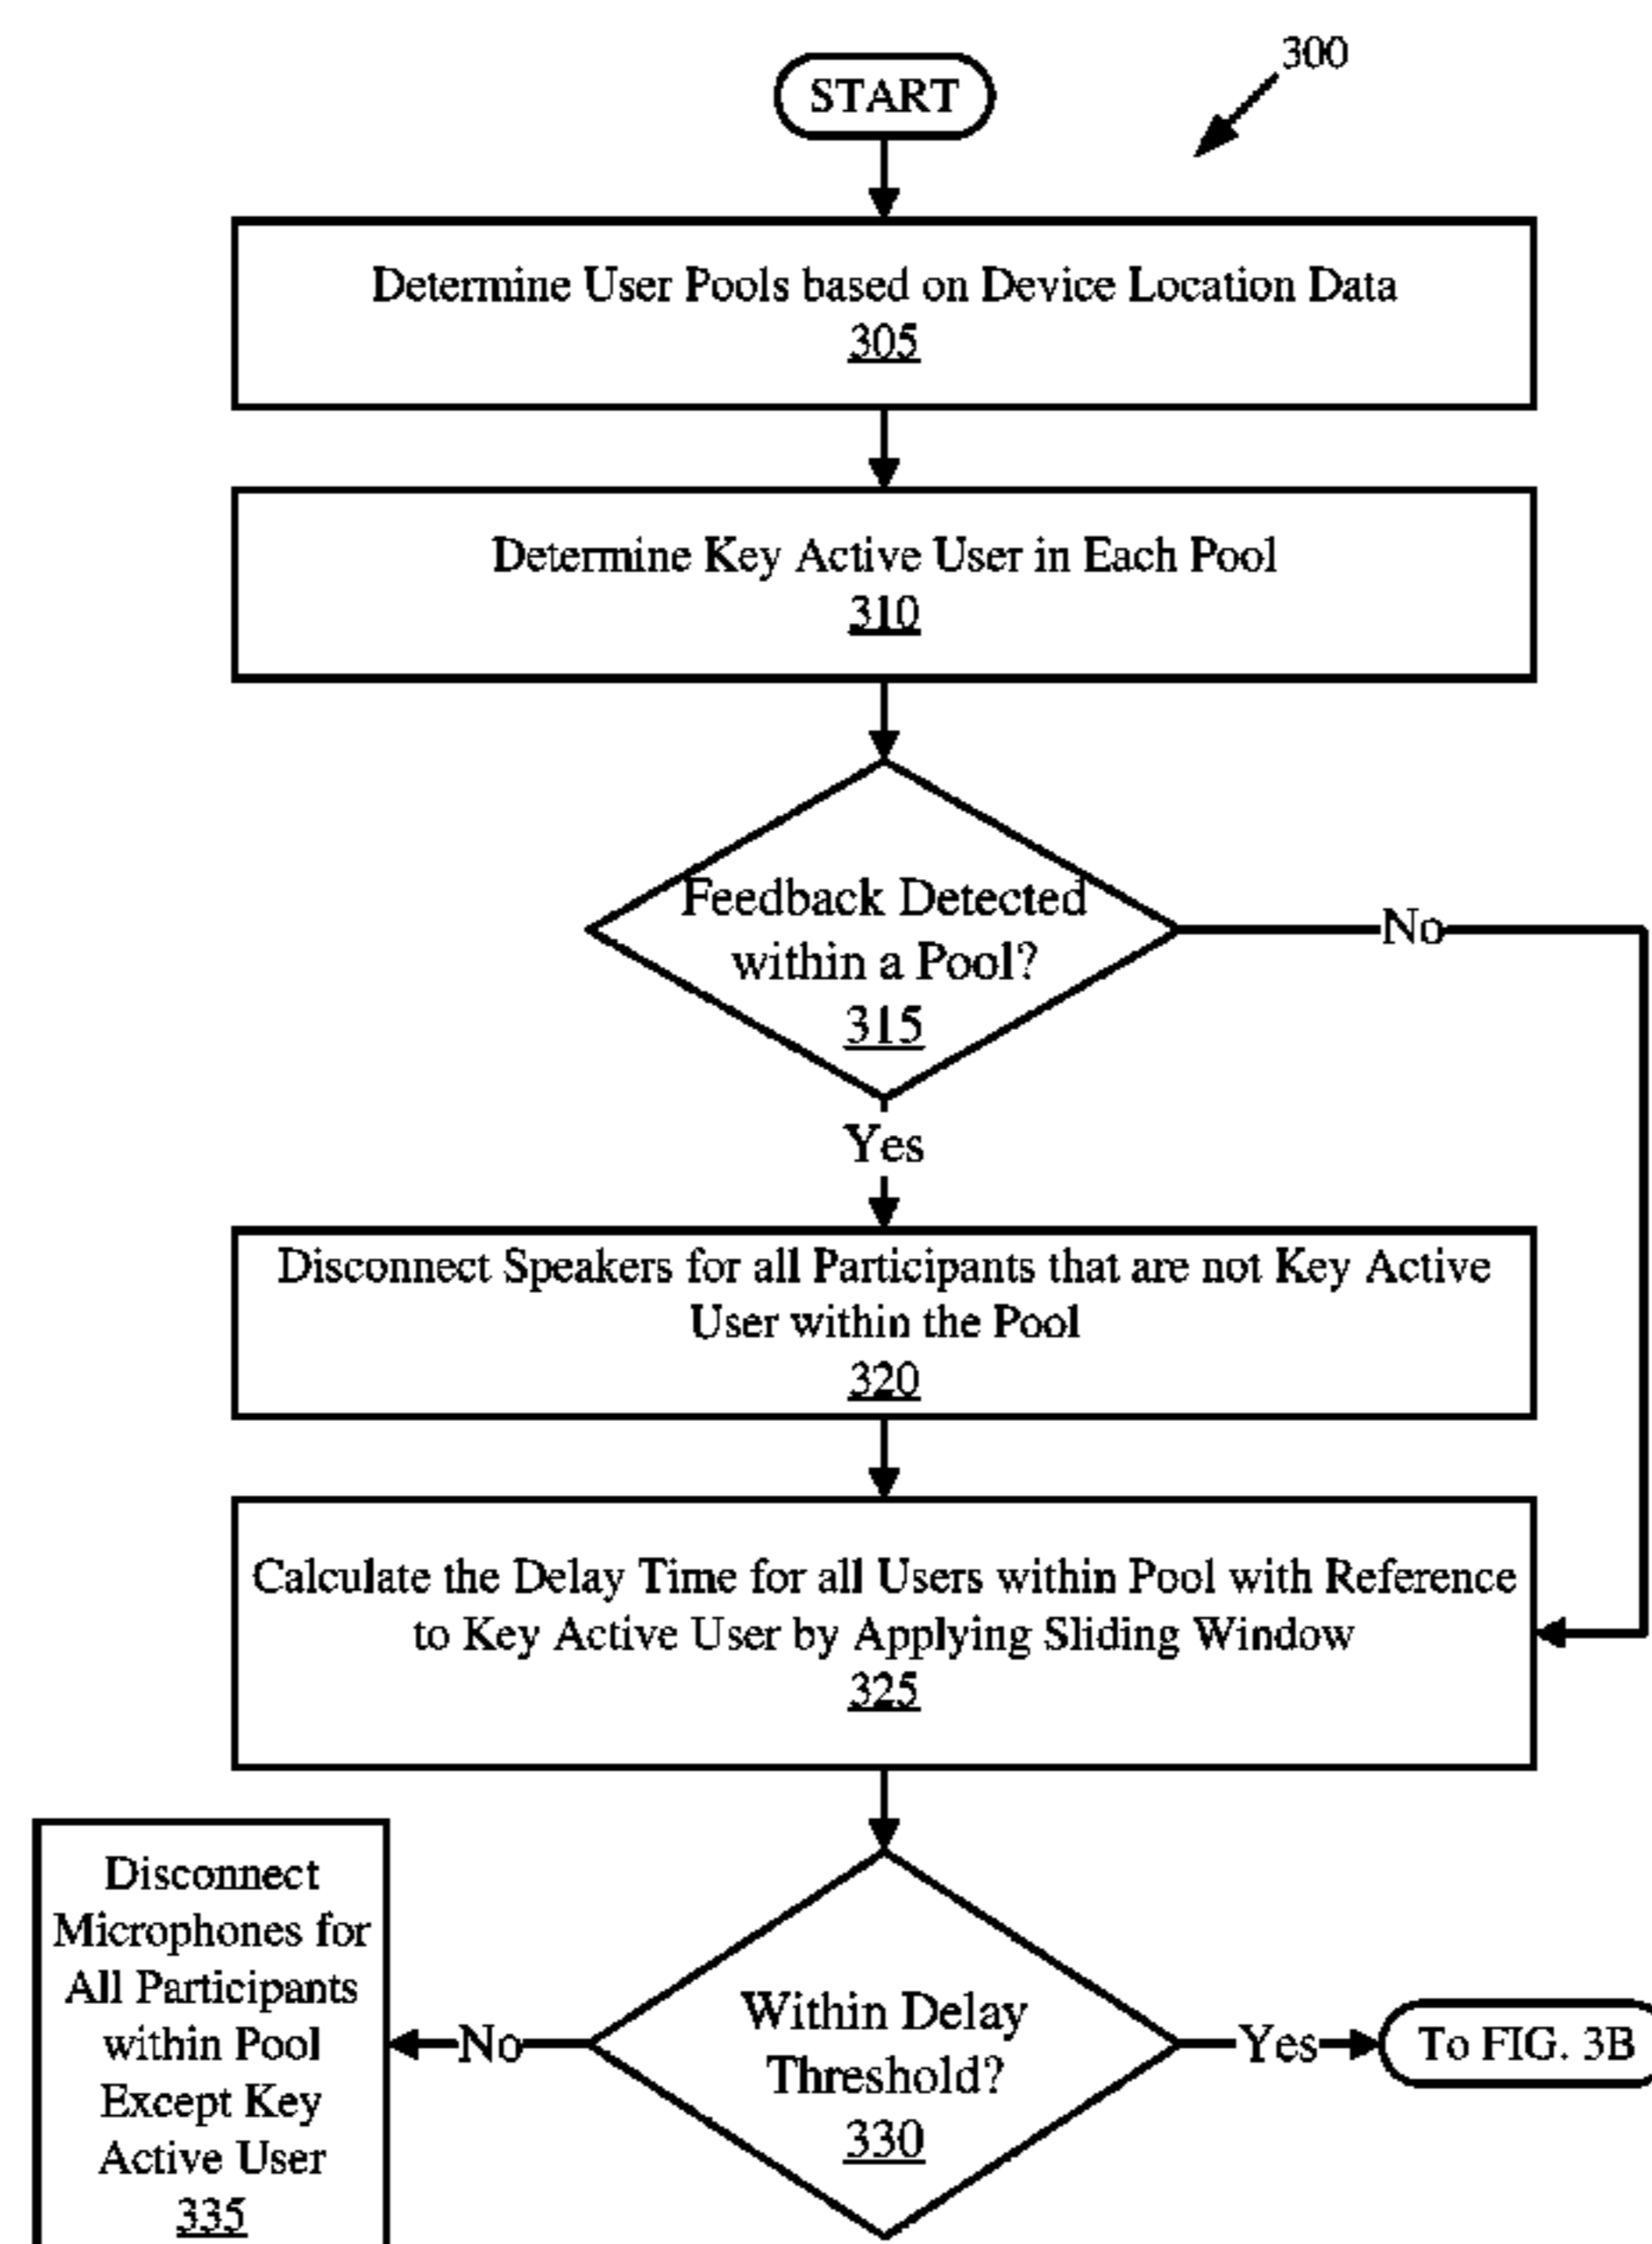 300
START
Determine User Pools based on Device Location Data
305
Determine Key Active User in Each Pool
310
Feedback Detected
within a Pool?
315
No
Yes
Disconnect Speakers for all Participants that are not Key Active
User within the Pool
320
Calculate the Delay Time for all Users within Pool with Reference
to Key Active User by Applying Sliding Window
325
Disconnect
Microphones for
All Participants
within Pool
Except Key
Active User
335
No
Within Delay
Threshold?
330
Yes
To FIG. 3B